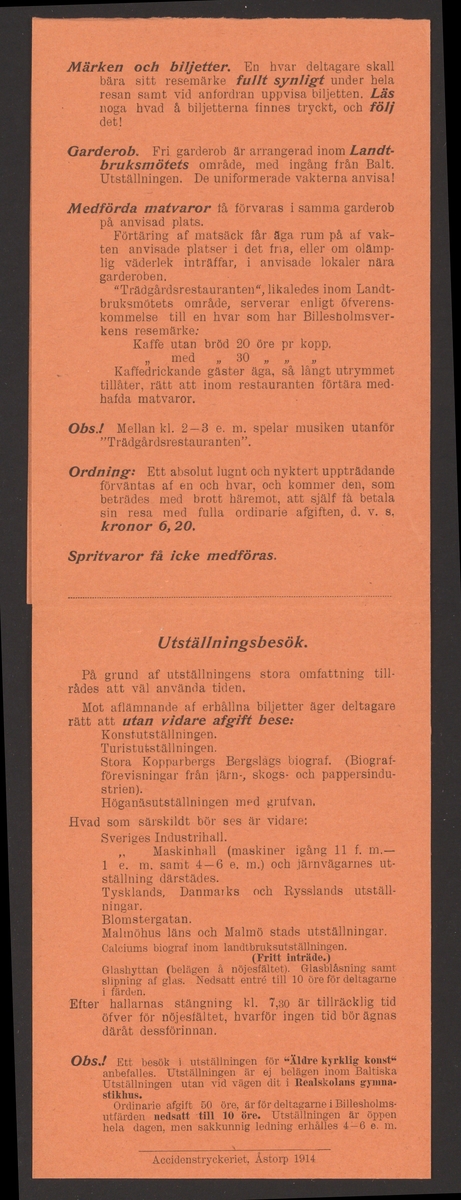 Märken och biljetter. En hvar deltagare skall
bära sitt resemärke fullt synligt under hela
resan samt vid anfordran uppvisa biljetten. Läs
noga hvad å biljetterna finnes tryckt, och följ
det!
Garderob. Fri garderob är arrangerad inom Landt-
bruksmötets område, med ingång från Balt.
Utställningen. De uniformerade vakterna anvisa!
Medförda matvaror få förvaras i samma garderob
på anvisad plats.
Förtäring af matsäck får äga rum på af vak-
ten anvisade platser i det fria, eller om olämp-
lig väderlek inträffar, i anvisade lokaler nära
garderoben.
“Trädgårdsrestauranten“, likaledes inom Landt-
bruksmötets område, serverar enligt öfverens-
kommelse till en hvar som har Billesholmsver-
kens resemärke:
Kaffe utan bröd 20 öre pr kopp.
„ med „ 30 „ „ „
Kaffedrickande gäster äga, så långt utrymmet
tillåter, rätt att inom restauranten förtära med-
hafda matvaror.
Obs.! Mellan kl. 2—3 e. m. spelar musiken utanför
”Trädgårdsrestauranten”.
Ordning: Ett absolut lugnt och nyktert uppträdande
förväntas af en och hvar, och kommer den, som
beträdes med brott häremot, att själf få betala
sin resa med fulla ordinarie afgiften, d. v. s.
kronor 6,20.
Spritvaror få icke medföras.
Utställningsbesök.
På grund af utställningens stora omfattning till-
rådes att väl använda tiden.
Mot aflämnande af erhållna biljetter äger deltagare
rätt att utan vidare afgift bese:
Konstutställningen.
Turistutställningen.
Stora Kopparbergs Bergslags biograf. (Biograf-
förevisningar från järn-, skogs- och pappersindu-
strien).
Höganäsutställningen med grufvan.
Hvad som särskildt bör ses är vidare:
Sveriges Industrihall.
„ Maskinhall (maskiner igång 11 f. m.—
1 e. m. samt 4—6 e. m.) och järnvägarnes ut-
ställning därstädes.
Tysklands, Danmarks och Rysslands utställ-
ningar.
Blomstergatan.
Malmöhus läns och Malmö stads utställningar.
Calciums biograf inom landtbruksutställningen.
(Fritt inträde.)
Glashyttan (belägen å nöjesfältet). Glasblåsning samt
slipning af glas. Nedsatt entré till 10 öre för deltagarne
i färden.
Efter hallarnas stängning kl. 7,30 är tillräcklig tid
öfver för nöjesfältet, hvarför ingen tid bör ägnas
däråt dessförinnan.
Obs.! Ett besök i utställningen för “Äldre kyrklig konst“
anbefalles. Utställningen är ej belägen inom Baltiska
Utställningen utan vid vägen dit i Realskolans gymna-
stikhus.
Ordinarie afgift 50 öre, är för deltagarne i Billesholms-
utfärden nedsatt till 10 öre. Utställningen är öppen
hela dagen, men sakkunnig ledning erhålles 4—6 e. m.
Accidenstryckeriet, Åstorp 1914